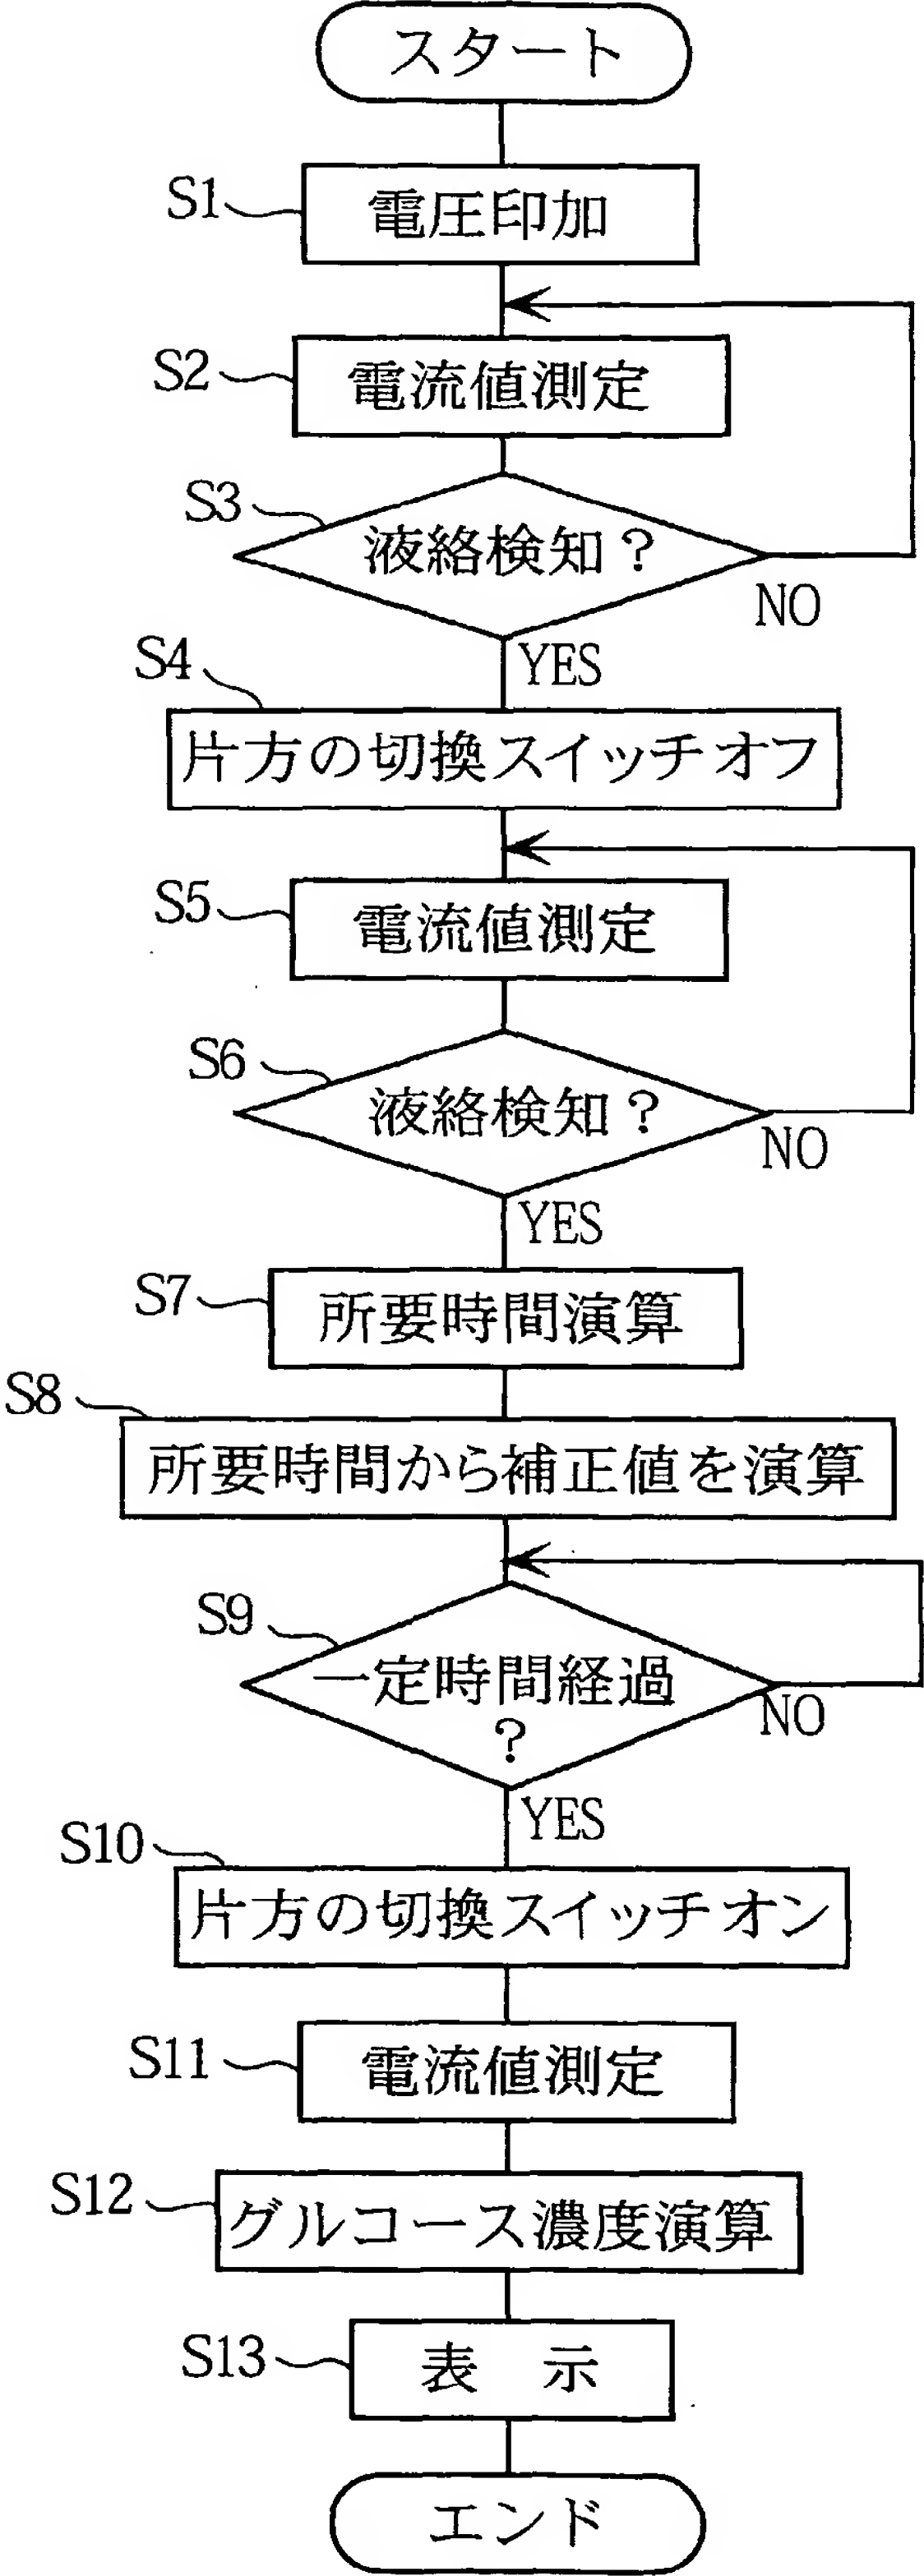 スタート
S1
電圧印加
S2
電流値測定
S3
液絡検知？
NO
YES
S4
片方の切換スイッチオフ
S5
電流値測定
S6
液絡検知？
NO
YES
S7
所要時間演算
S8
所要時間から補正値を演算
S9
一定時間経過
？
NO
YES
S10
片方の切換スイッチオン
S11
電流値測定
S12
グルコース濃度演算
S13
表 示
エンド